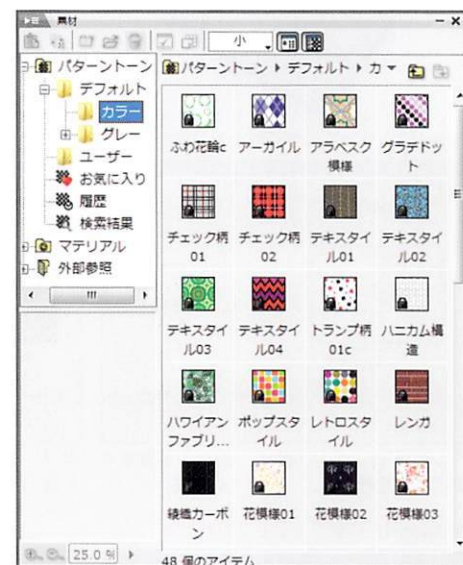 素材
小
パターントーン
デフォルト
カラー
グレー
ユーザー
お気に入り
履歴
検索結果
マテリアル
外部参照
パターントーン ▸ デフォルト ▸ カ
ふわ花輪c
アーガイル
アラベスク
模様
グラデドッ
ト
チェック柄
01
チェック柄
02
テキスタイ
ル01
テキスタイ
ル02
テキスタイ
ル03
テキスタイ
ル04
トランプ柄
01c
ハニカム構
造
ハワイアン
ファブリ...
ポップスタ
イル
レトロスタ
イル
レンガ
綾織カーボ
ン
花模様01
花模様02
花模様03
25.0 %
48 個のアイテム